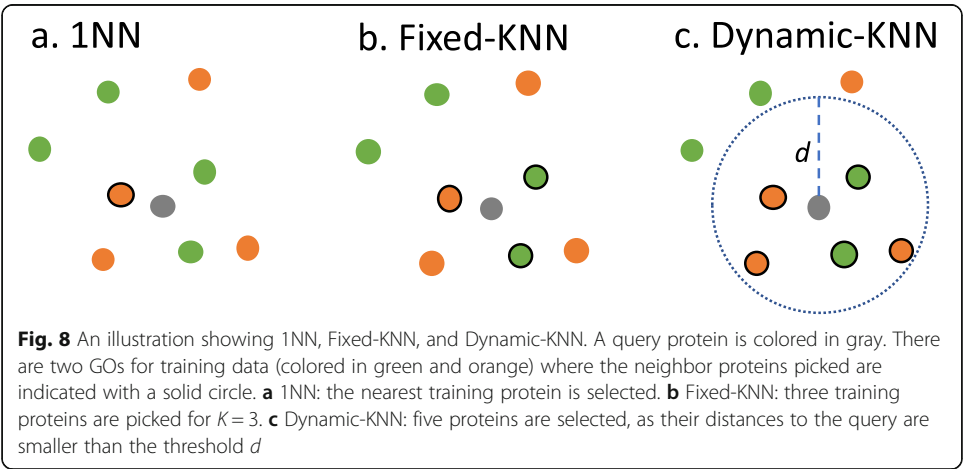 a. 1NN
b. Fixed-KNN
c. Dynamic-KNN
d
Fig. 8 An illustration showing 1NN, Fixed-KNN, and Dynamic-KNN. A query protein is colored in gray. There
are two GOs for training data (colored in green and orange) where the neighbor proteins picked are
indicated with a solid circle. a 1NN: the nearest training protein is selected. b Fixed-KNN: three training
proteins are picked for K = 3. c Dynamic-KNN: five proteins are selected, as their distances to the query are
smaller than the threshold d